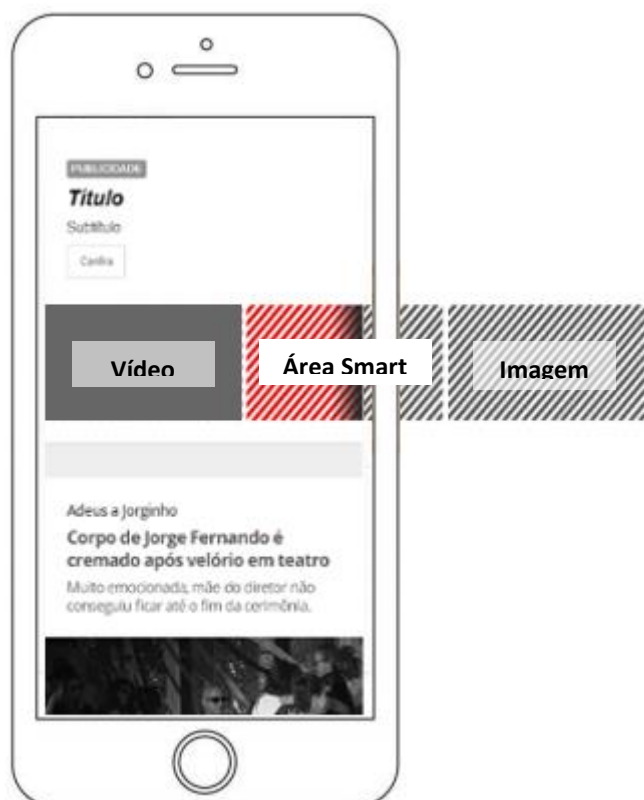 PUBLICIDADE
Título
Subtítulo
Confira
Vídeo
Área Smart
Imagem
Adeus a Jorginho
Corpo de Jorge Fernando é
cremado após velório em teatro
Muito emocionada, mãe do diretor não
conseguiu ficar até o fim da cerimônia.